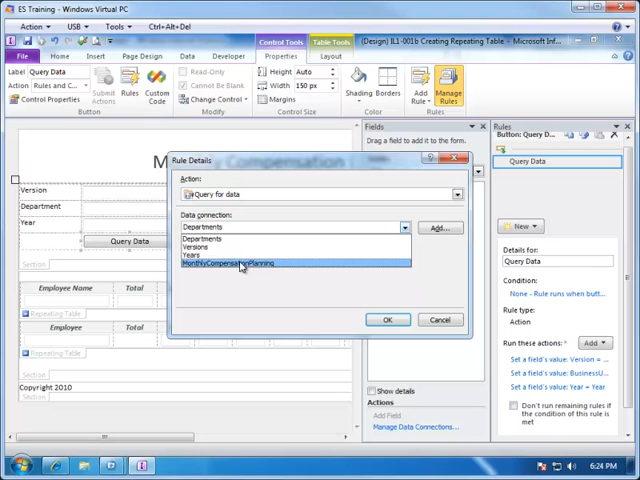 ES Training - Windows Virtual PC
Action
USB
Tools
Ctrl+Alt+Del
Control Tools
Table Tools
(Design) IL1-001b Creating Repeating Table - Microsoft Inf...
File
Home
Insert
Page Design
Data
Developer
Properties
Layout
Label
Query Data
Action
Rules and C...
Control Properties
Submit Actions
Rules
Custom Code
Button
Read-Only
Cannot Be Blank
Change Control
Modify
Height
Auto
Width
150 px
Margins
Control Size
Shading
Borders
Color
Add Rule
Manage Rules
Rules
Monthly Compensation
Version
Department
Year
Query Data
Section
Employee Name
Total
Repeating Table
Employee
Total
Repeating Table
Section
Section
Copyright 2010
Rule Details
Action:
Query for data
Data connection:
Departments
Add...
Departments
Versions
Years
MonthlyCompensationPlanning
OK
Cancel
Fields
Drag a field to add it to the form.
Show details
Actions
Add Field
Manage Data Connections...
Rules
Button: Query D...
Query Data
New
Details for:
Query Data
Condition:
None - Rule runs when butt...
Rule type:
Action
Run these actions:
Add
Set a field's value: Version = ...
Set a field's value: BusinessU...
Set a field's value: Year = Year
Don't run remaining rules if the condition of this rule is met
6:24 PM